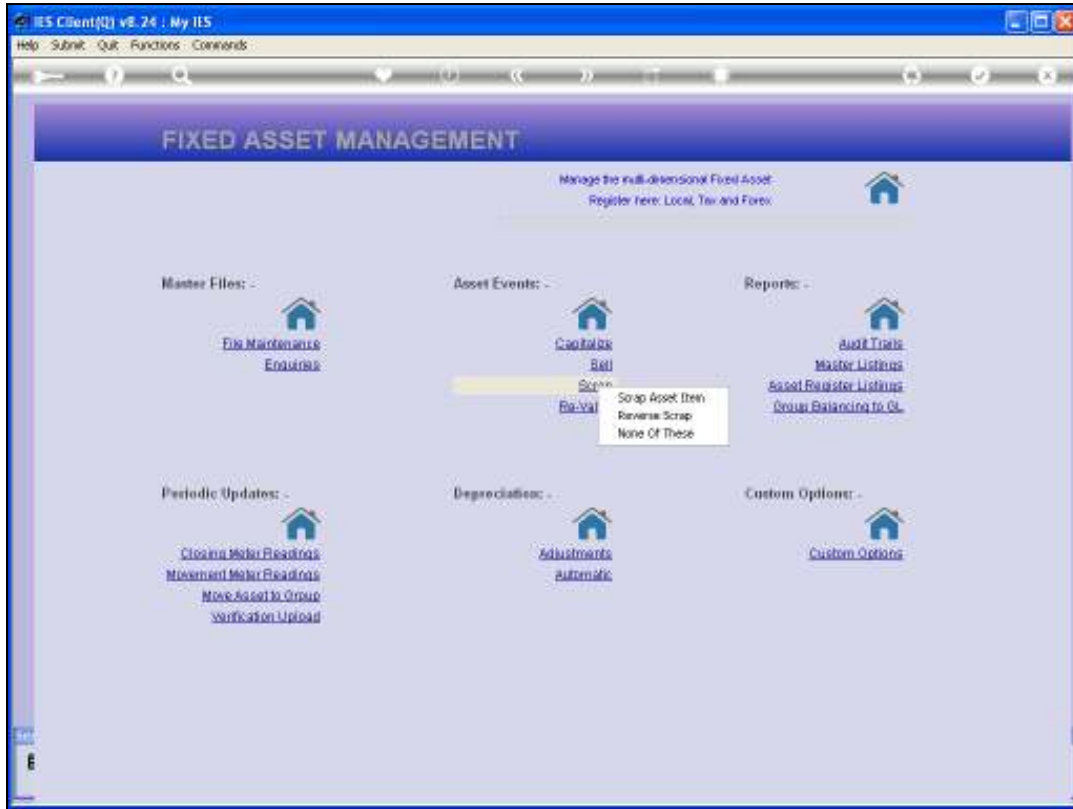 IES Client(Q) v8.24 : My IES
Help Submit Quit Functions Commands
FIXED ASSET MANAGEMENT
Manage the multi-dimensional Fixed Asset
Register here: Local, Tax and Forex
Master Files: -
File Maintenance
Enquiries
Asset Events: -
Capitalize
Sell
Scrap
Re-Val
Scrap Asset Item
Reverse Scrap
None Of These
Reports: -
Audit Trails
Master Listings
Asset Register Listings
Group Balancing to GL
Periodic Updates: -
Closing Meter Readings
Movement Meter Readings
Move Asset to Group
Verification Upload
Depreciation: -
Adjustments
Automatic
Custom Options: -
Custom Options